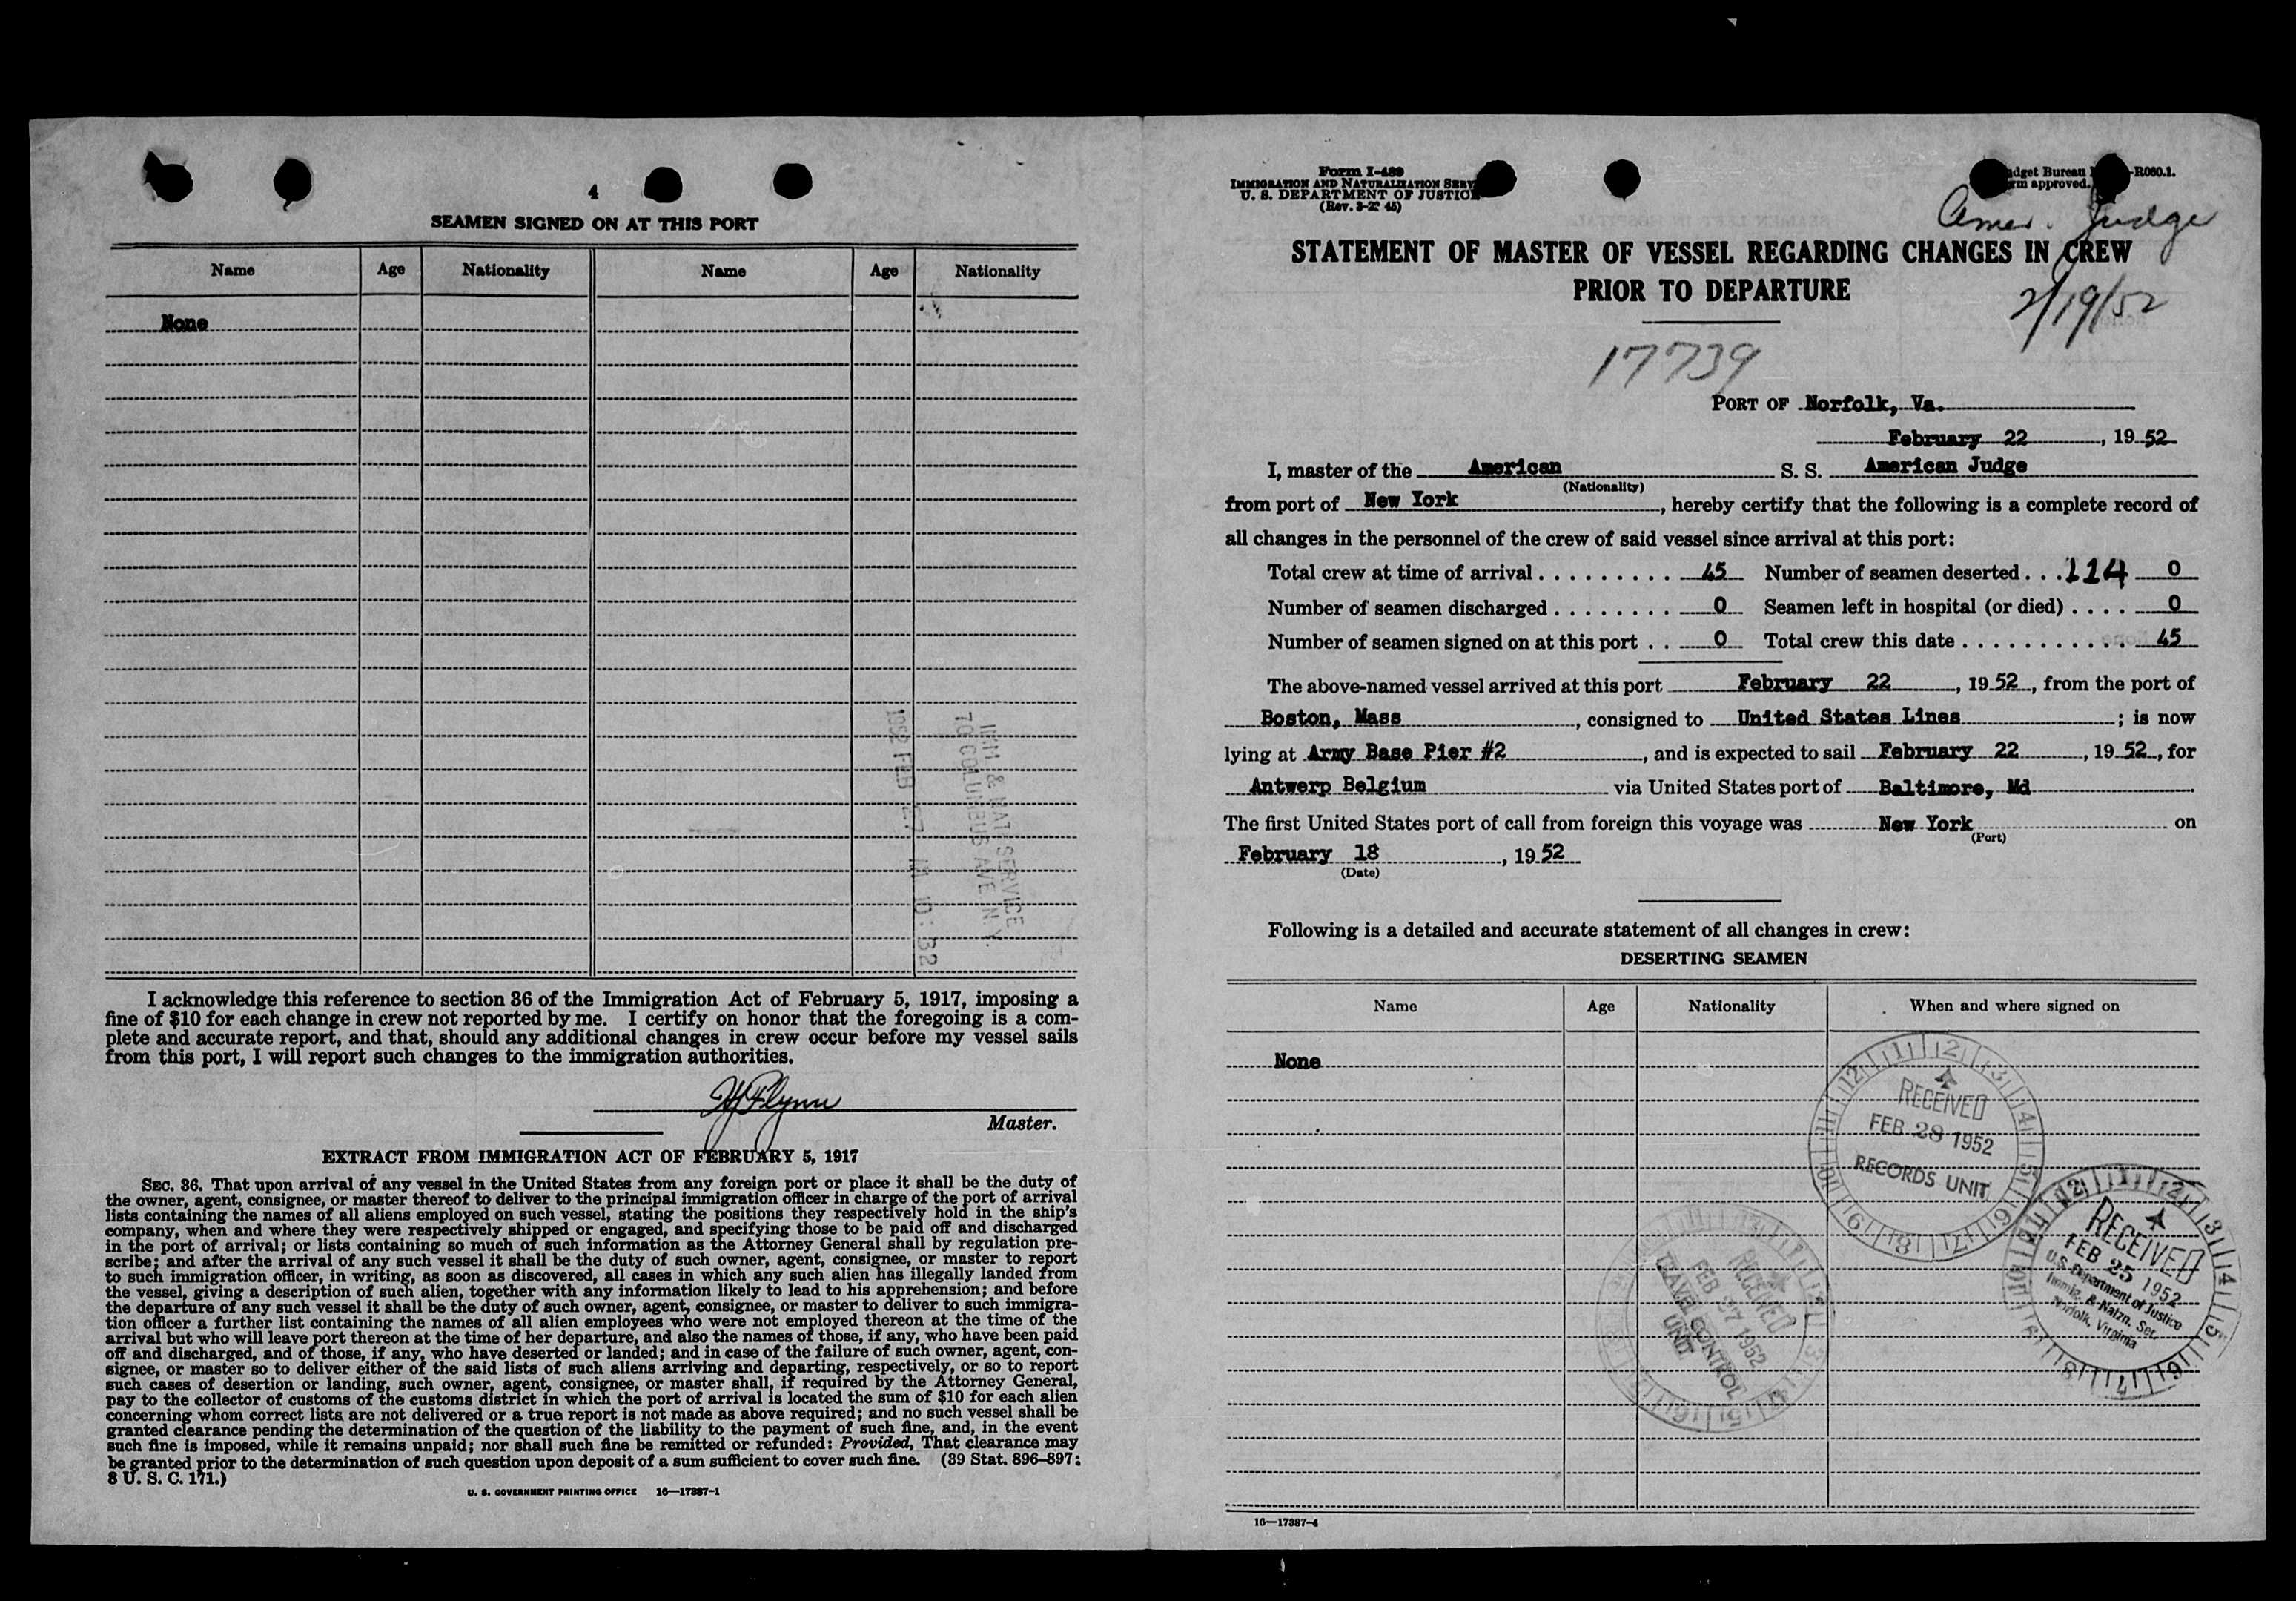 4
SEAMEN SIGNED ON AT THIS PORT
Name Age Nationality Name Age Nationality
None
IMM & NAT SERVICE
70 COLUMBUS AVE N.Y.
1952 FEB 27 10:32
I acknowledge this reference to section 36 of the Immigration Act of February 5, 1917, imposing a
fine of $10 for each change in crew not reported by me. I certify on honor that the foregoing is a com-
plete and accurate report, and that, should any additional changes in crew occur before my vessel sails
from this port, I will report such changes to the immigration authorities.
Flynn
Master.
EXTRACT FROM IMMIGRATION ACT OF FEBRUARY 5, 1917
SEC. 36. That upon arrival of any vessel in the United States from any foreign port or place it shall be the duty of
the owner, agent, consignee, or master thereof to deliver to the principal immigration officer in charge of the port of arrival
lists containing the names of all aliens employed on such vessel, stating the positions they respectively hold in the ship's
company, when and where they were respectively shipped or engaged, and specifying those to be paid off and discharged
in the port of arrival; or lists containing so much of such information as the Attorney General shall by regulation pre-
scribe; and after the arrival of any such vessel it shall be the duty of such owner, agent, consignee, or master to report
to such immigration officer, in writing, as soon as discovered, all cases in which any such alien has illegally landed from
the vessel, giving a description of such alien, together with any information likely to lead to his apprehension; and before
the departure of any such vessel it shall be the duty of such owner, agent, consignee, or master to deliver to such immigra-
tion officer a further list containing the names of all alien employees who were not employed thereon at the time of the
arrival but who will leave port thereon at the time of her departure, and also the names of those, if any, who have been paid
off and discharged, and of those, if any, who have deserted or landed; and in case of the failure of such owner, agent, con-
signee, or master so to deliver either of the said lists of such aliens arriving and departing, respectively, or so to report
such cases of desertion or landing, such owner, agent, consignee, or master shall, if required by the Attorney General,
pay to the collector of customs of the customs district in which the port of arrival is located the sum of $10 for each alien
concerning whom correct lists are not delivered or a true report is not made as above required; and no such vessel shall be
granted clearance pending the determination of the question of the liability to the payment of such fine, and, in the event
such fine is imposed, while it remains unpaid; nor shall such fine be remitted or refunded: Provided, That clearance may
be granted prior to the determination of such question upon deposit of a sum sufficient to cover such fine. (39 Stat. 896–897;
8 U. S. C. 171.)
U. S. GOVERNMENT PRINTING OFFICE 16—17387-1
Form I-489
IMMIGRATION AND NATURALIZATION SERV
U. S. DEPARTMENT OF JUSTICE
(Rev. 3-2 45)
dget Bureau -R060.1.
rm approved.
Amer. Judge
STATEMENT OF MASTER OF VESSEL REGARDING CHANGES IN CREW
PRIOR TO DEPARTURE
2/19/52
17739
PORT OF Norfolk, Va.
February 22, 1952
I, master of the American S. S. American Judge
(Nationality)
from port of New York, hereby certify that the following is a complete record of
all changes in the personnel of the crew of said vessel since arrival at this port:
Total crew at time of arrival . . . . . . . . . 45 Number of seamen deserted . . . 114 0
Number of seamen discharged . . . . . . . . 0 Seamen left in hospital (or died) . . . . 0
Number of seamen signed on at this port . . 0 Total crew this date . . . . . . . . . . . 45
The above-named vessel arrived at this port February 22, 1952, from the port of
Boston, Mass, consigned to United States Lines; is now
lying at Army Base Pier #2, and is expected to sail February 22, 1952, for
Antwerp Belgium via United States port of Baltimore, Md
The first United States port of call from foreign this voyage was New York on
(Port)
February 18, 1952
(Date)
Following is a detailed and accurate statement of all changes in crew:
DESERTING SEAMEN
Name Age Nationality When and where signed on
None
RECEIVED
FEB 28 1952
RECORDS UNIT
RECEIVED
FEB 25 1952
U.S. Department of Justice
Immig. & Natzn. Ser.
Norfolk, Virginia
RECEIVED
FEB 27 1952
TRAVEL CONTROL
UNIT
16—17387-4